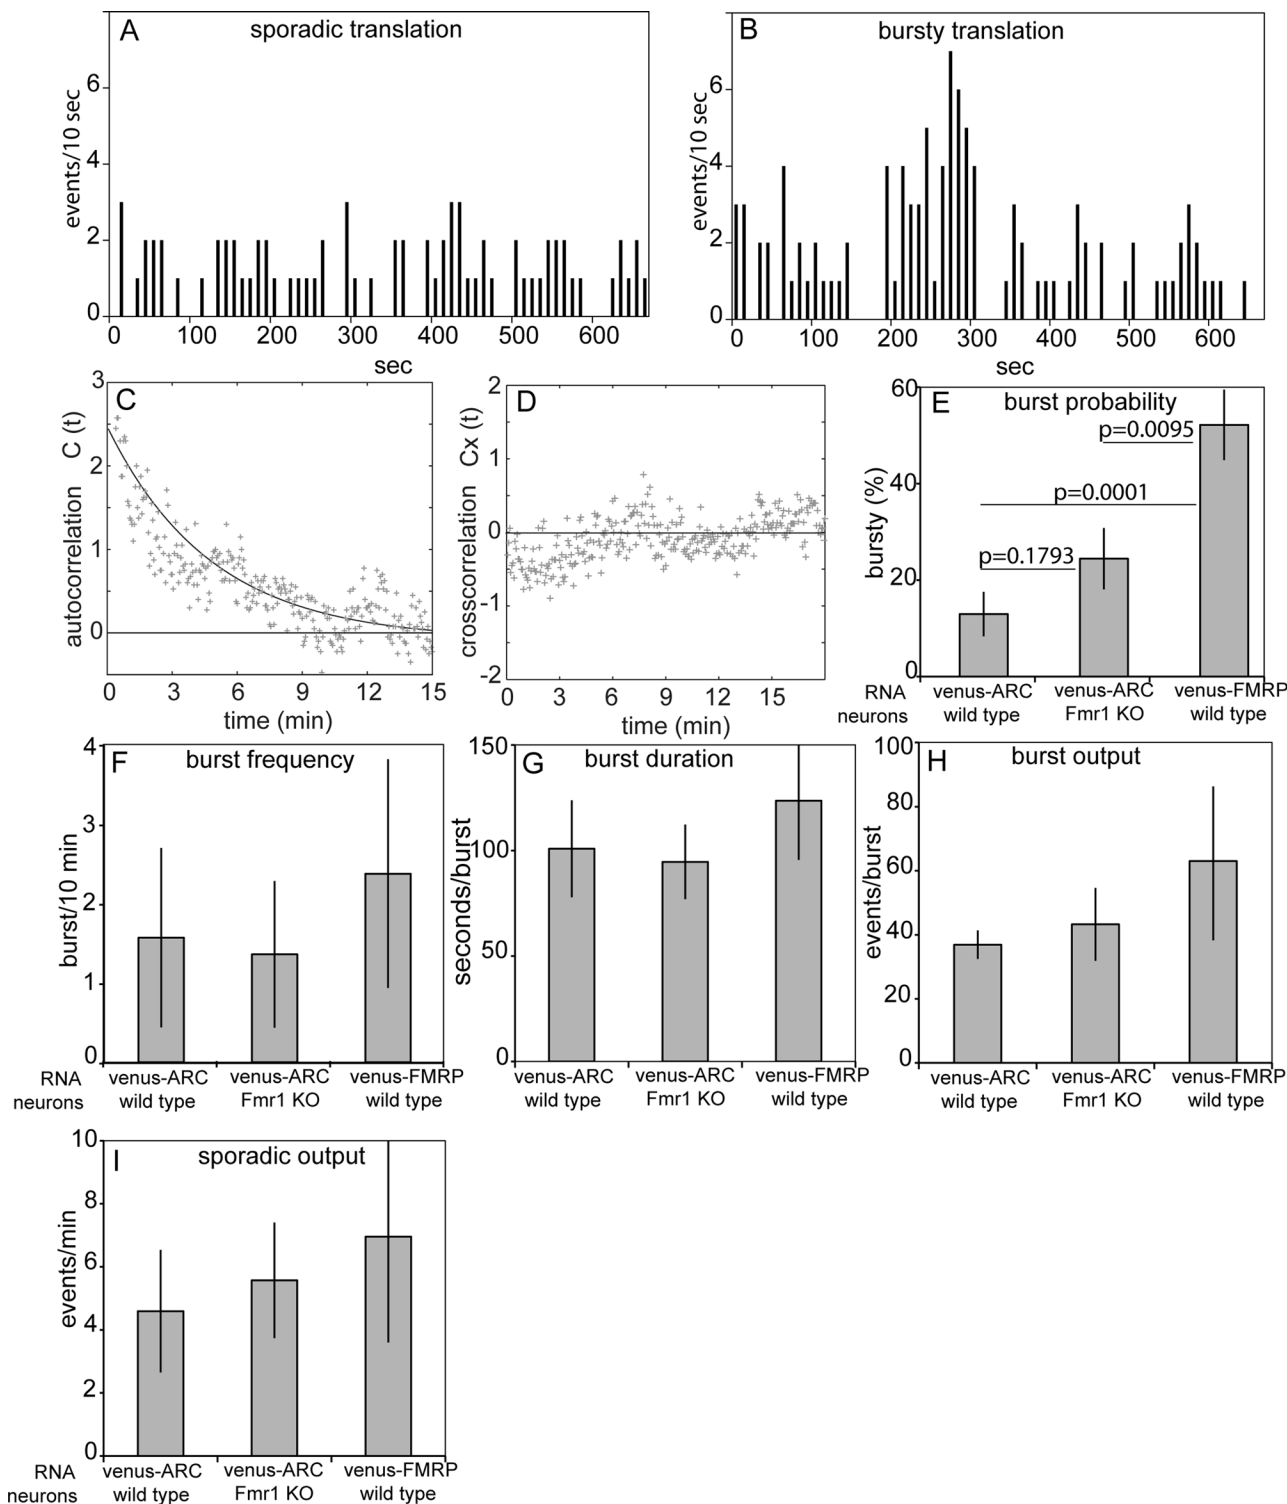 A
sporadic translation
events/10 sec
6
4
2
0
0 100 200 300 400 500 600
sec
B
bursty translation
events/10 sec
6
4
2
0
0 100 200 300 400 500 600
sec
C
autocorrelation C (t)
3
2
1
0
0 3 6 9 12 15
time (min)
D
crosscorrelation Cx (t)
2
1
0
-1
-2
0 3 6 9 12 15
time (min)
E
burst probability
bursty (%)
60
40
20
0
p=0.0095
p=0.0001
p=0.1793
RNA venus-ARC venus-ARC venus-FMRP
neurons wild type Fmr1 KO wild type
F
burst frequency
burst/10 min
4
3
2
1
0
RNA venus-ARC venus-ARC venus-FMRP
neurons wild type Fmr1 KO wild type
G
burst duration
seconds/burst
150
100
50
0
venus-ARC venus-ARC venus-FMRP
wild type Fmr1 KO wild type
H
burst output
events/burst
100
80
60
40
20
0
venus-ARC venus-ARC venus-FMRP
wild type Fmr1 KO wild type
I
sporadic output
events/min
10
8
6
4
2
0
RNA venus-ARC venus-ARC venus-FMRP
neurons wild type Fmr1 KO wild type